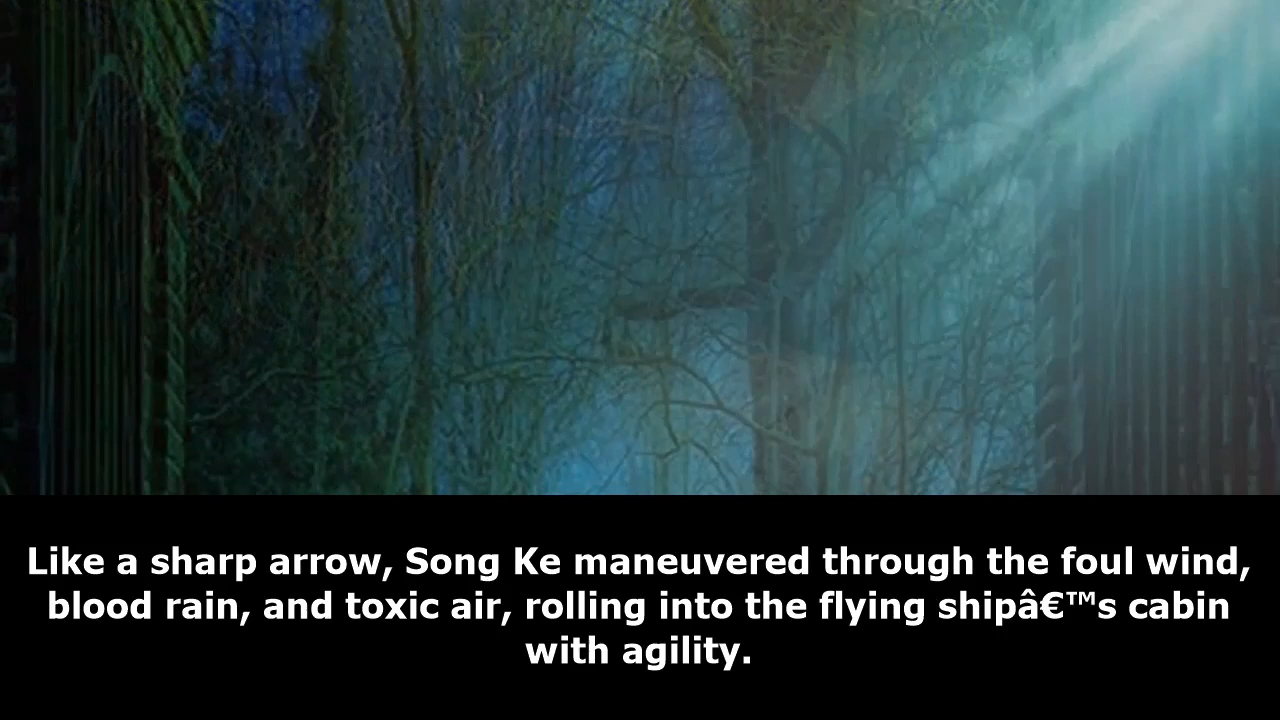 Like a sharp arrow, Song Ke maneuvered through the foul wind,
blood rain, and toxic air, rolling into the flying shipâ€™s cabin
with agility.